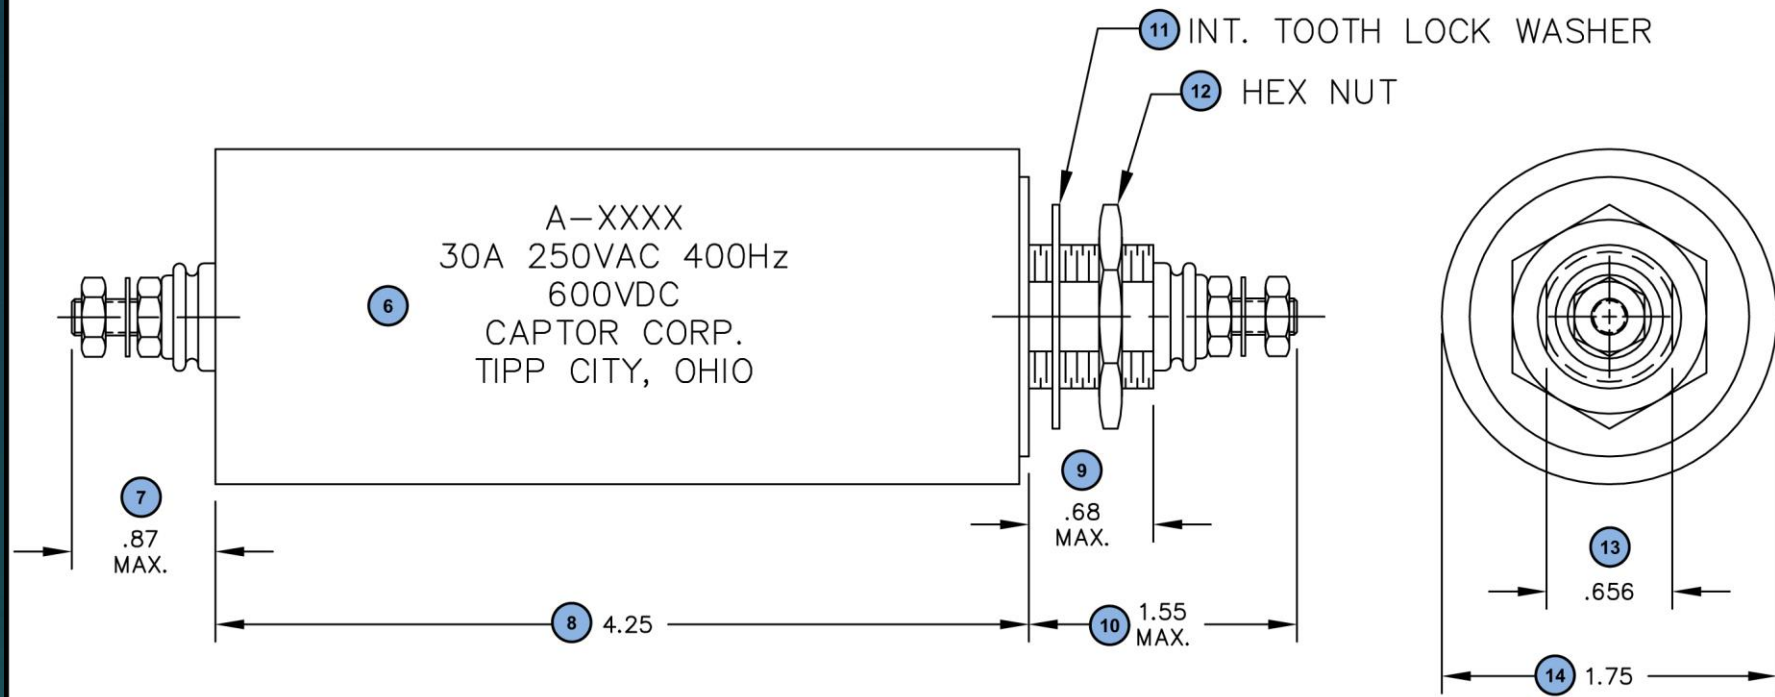 11 INT. TOOTH LOCK WASHER
12 HEX NUT
A-XXXX
30A 250VAC 400Hz
600VDC
CAPTOR CORP.
TIPP CITY, OHIO
6
7
.87
MAX.
9
.68
MAX.
13
.656
8 4.25
10 1.55
MAX.
14 1.75